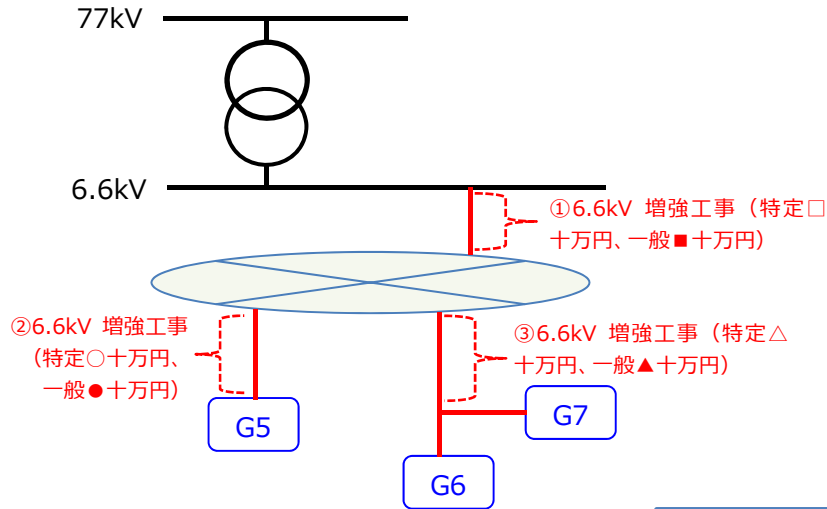 77kV
6.6kV
①6.6kV 増強工事（特定□
十万円、一般■十万円）
②6.6kV 増強工事
（特定○十万円、
一般●十万円）
③6.6kV 増強工事（特定△
十万円、一般▲十万円）
G5
G7
G6